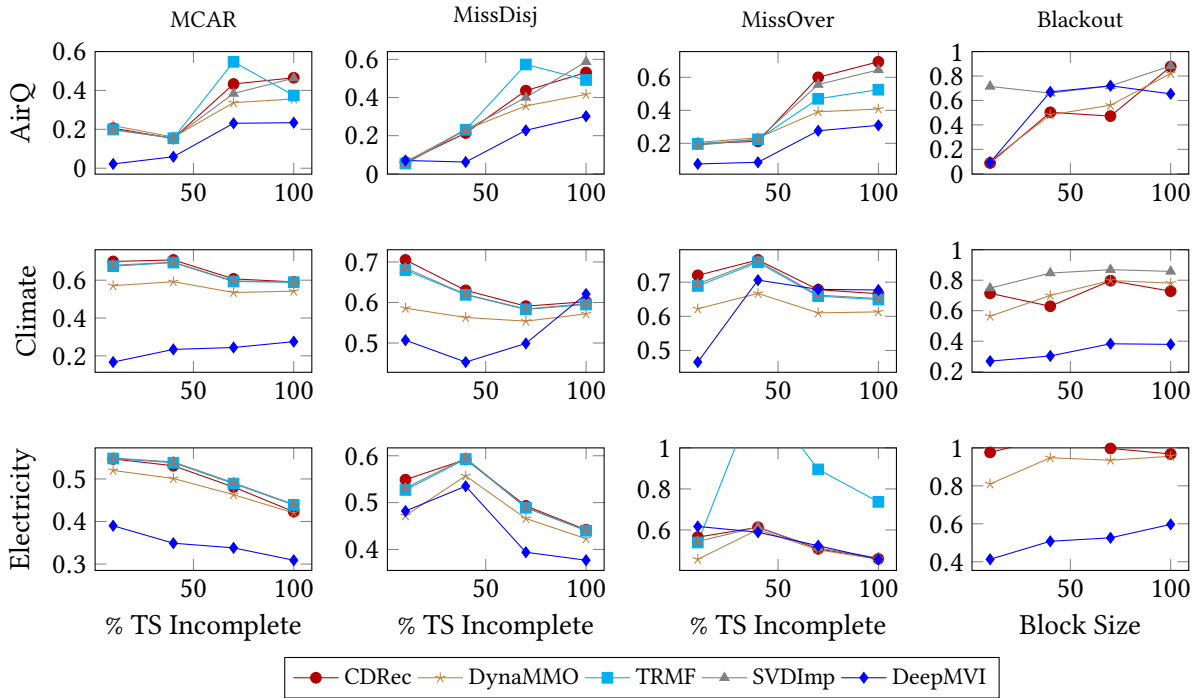 MCAR MissDisj MissOver Blackout
AirQ
0.6 0.4 0.2 0
50 100
0.6 0.4 0.2 0
50 100
0.6 0.4 0.2
50 100
1 0.8 0.6 0.4 0.2 0
50 100
Climate
0.6 0.4 0.2
50 100
0.7 0.6 0.5
50 100
0.7 0.6 0.5
50 100
1 0.8 0.6 0.4 0.2
50 100
Electricity
0.5 0.4 0.3
50 100
0.6 0.5 0.4
50 100
1 0.8 0.6
50 100
1 0.8 0.6 0.4
50 100
% TS Incomplete % TS Incomplete % TS Incomplete Block Size
CDRec DynaMMO TRMF SVDImp DeepMVI